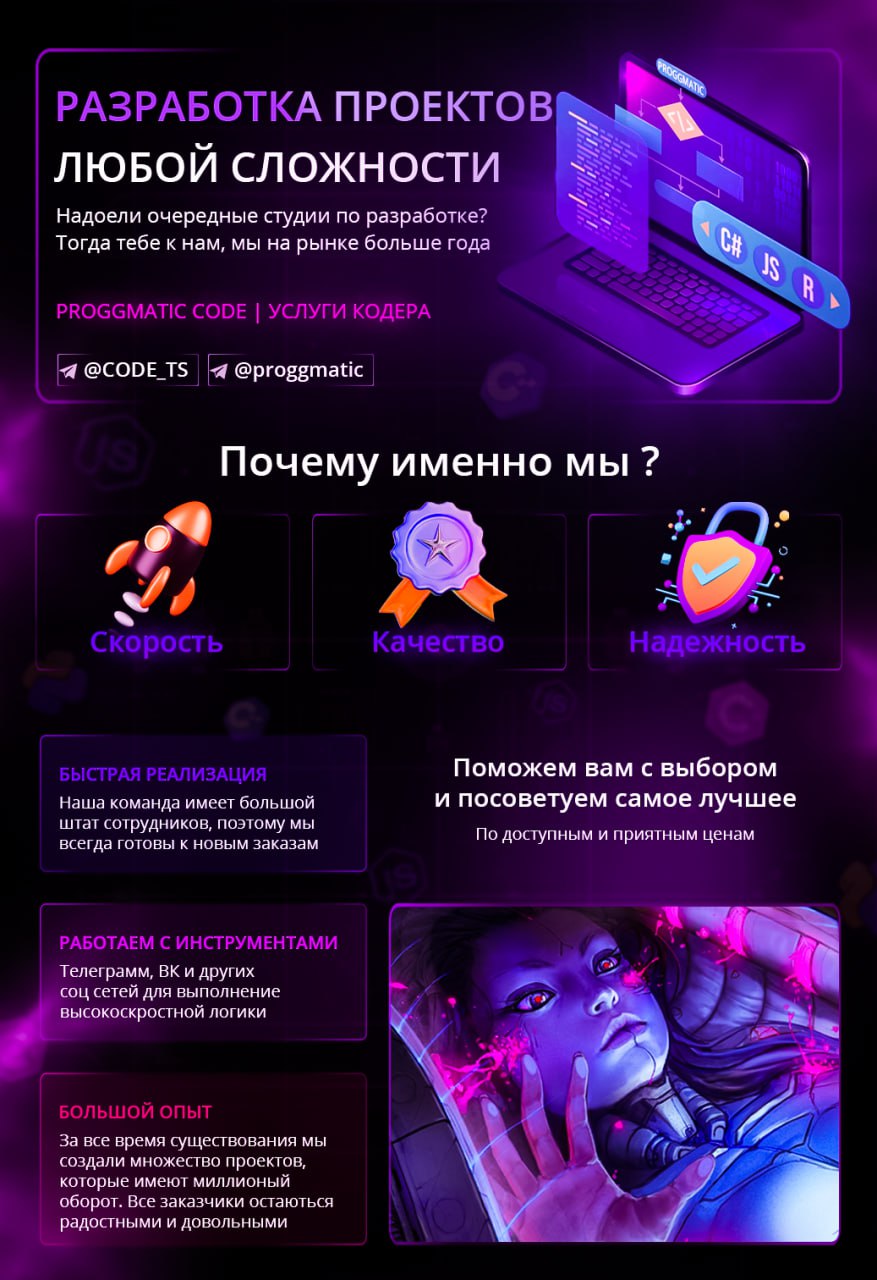 РАЗРАБОТКА ПРОЕКТОВ
ЛЮБОЙ СЛОЖНОСТИ
Надоели очередные студии по разработке?
Тогда тебе к нам, мы на рынке больше года
PROGGMATIC CODE | УСЛУГИ КОДЕРА
@CODE_TS @proggmatic
PROGGMATIC
</>
C# JS R
Почему именно мы ?
Скорость
Качество
Надежность
БЫСТРАЯ РЕАЛИЗАЦИЯ
Наша команда имеет большой
штат сотрудников, поэтому мы
всегда готовы к новым заказам
Поможем вам с выбором
и посоветуем самое лучшее
По доступным и приятным ценам
РАБОТАЕМ С ИНСТРУМЕНТАМИ
Телеграмм, ВК и других
соц сетей для выполнение
высокоскростной логики
БОЛЬШОЙ ОПЫТ
За все время существования мы
создали множество проектов,
которые имеют миллионый
оборот. Все заказчики остаються
радостными и довольными